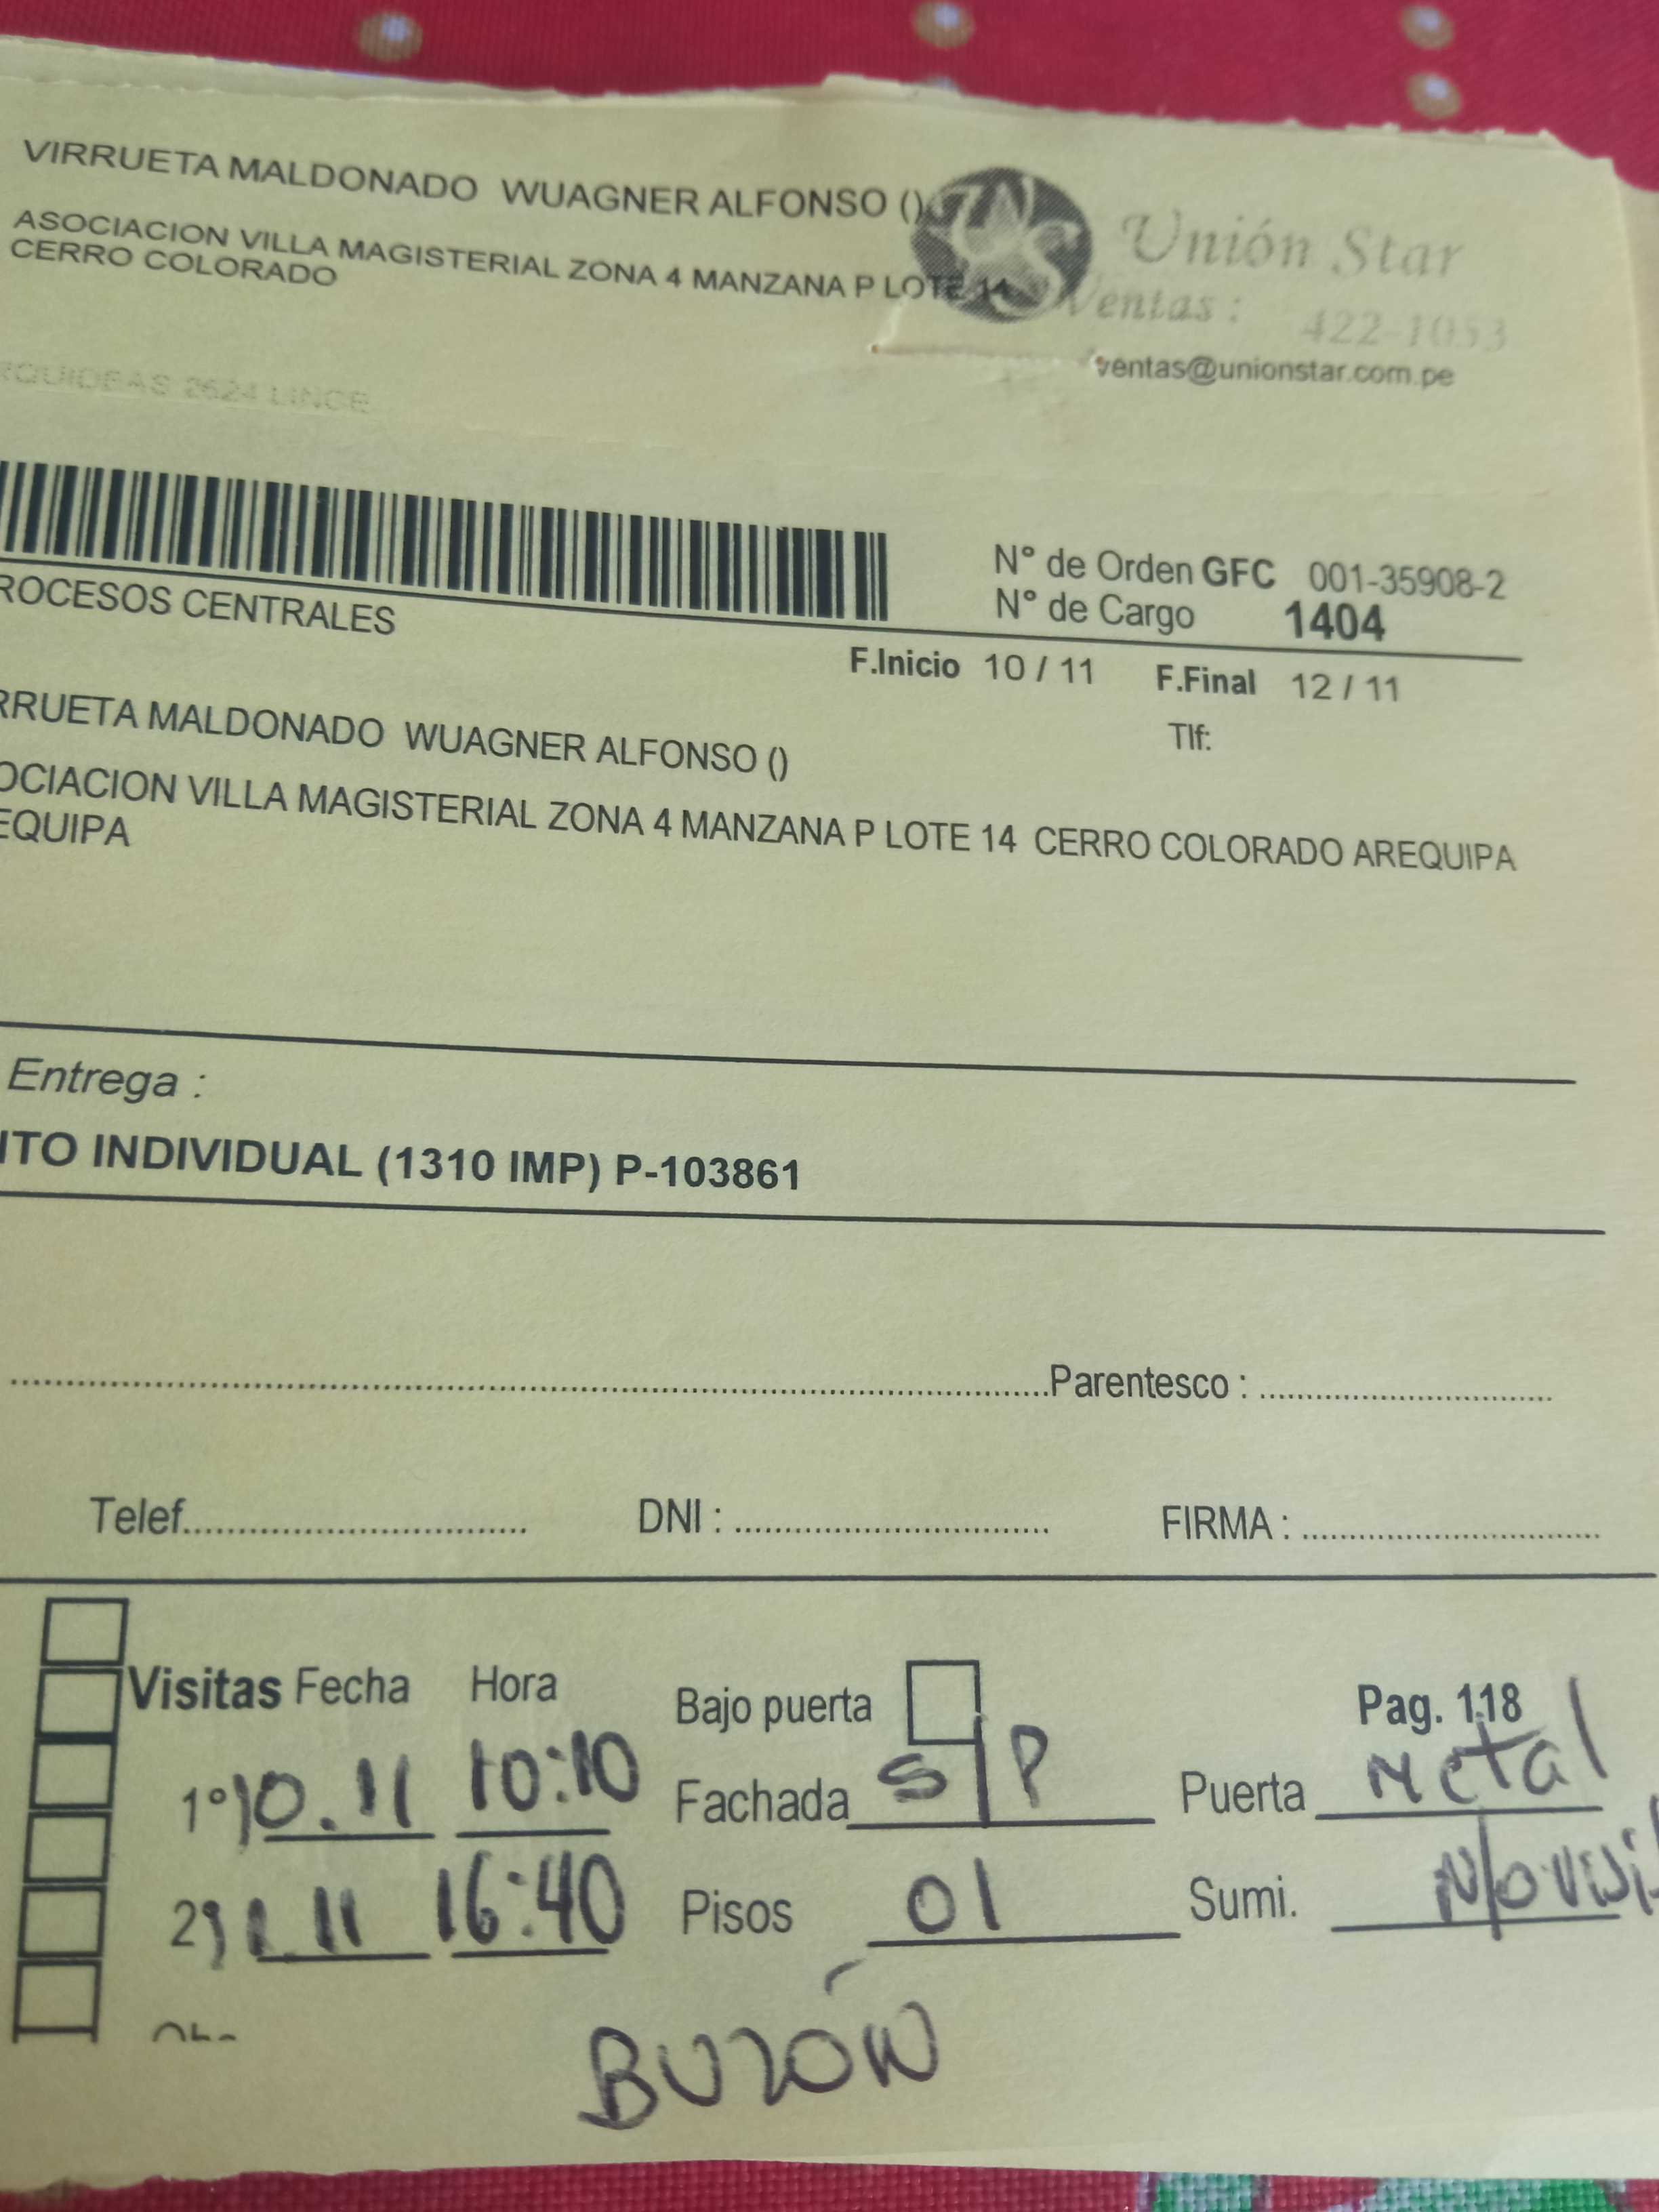 VIRRUETA MALDONADO WUAGNER ALFONSO ()
ASOCIACION VILLA MAGISTERIAL ZONA 4 MANZANA P LOTE 14
CERRO COLORADO
Unión Star
Ventas : 422-1053
ventas@unionstar.com.pe
RQUIDEAS 2624 LINCE
N° de Orden GFC 001-35908-2
N° de Cargo 1404
ROCESOS CENTRALES
F.Inicio 10 / 11 F.Final 12 / 11
RRUETA MALDONADO WUAGNER ALFONSO ()
Tlf:
OCIACION VILLA MAGISTERIAL ZONA 4 MANZANA P LOTE 14 CERRO COLORADO AREQUIPA
EQUIPA
Entrega :
ITO INDIVIDUAL (1310 IMP) P-103861
Parentesco :
Telef. DNI : FIRMA :
Visitas Fecha Hora Bajo puerta Pag. 118
1° 10.11 10:10 Fachada S/P Puerta Metal
2° 11 16:40 Pisos 01 Sumi.
BUZÓN